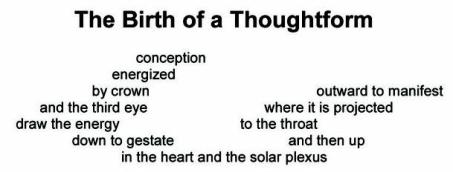 The Birth of a Thoughtform
conception
energized
by crown
and the third eye
draw the energy
down to gestate
in the heart and the solar plexus
and then up
to the throat
where it is projected
outward to manifest